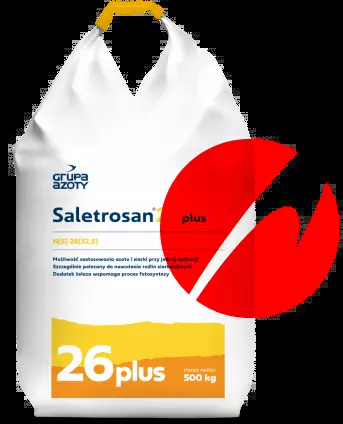 GRUPA
AZOTY
Saletrosan® 2 plus
N(S) 26(32,5)
Możliwość zastosowania azotu i siarki przy jednej aplikacji
Szczególnie polecany do nawożenia roślin siarkolubnych
Dodatek żelaza wspomaga proces fotosyntezy
26plus
masa netto:
500 kg